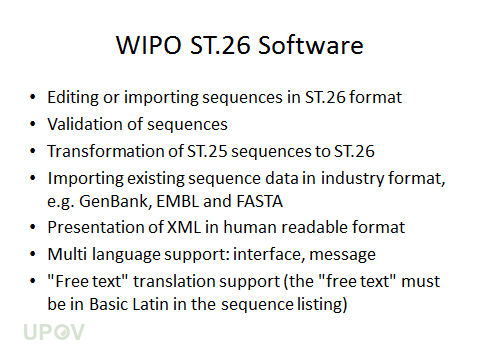 WIPO ST.26 Software
• Editing or importing sequences in ST.26 format
• Validation of sequences
• Transformation of ST.25 sequences to ST.26
• Importing existing sequence data in industry format,
e.g. GenBank, EMBL and FASTA
• Presentation of XML in human readable format
• Multi language support: interface, message
• "Free text" translation support (the "free text" must
be in Basic Latin in the sequence listing)
UPOV